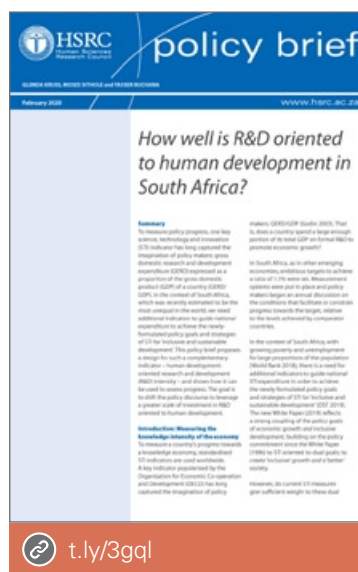 HSRC
Human Sciences
Research Council
policy brief
GLENDA KRUSS, MOSES SITHOLE and YASSER BUCHANA
February 2020
www.hsrc.ac.za
How well is R&D oriented
to human development in
South Africa?
Summary
To measure policy progress, one key
science, technology and innovation
(STI) indicator has long captured the
imagination of policy makers: gross
domestic research and development
expenditure (GERD) expressed as a
proportion of the gross domestic
product (GDP) of a country (GERD/
GDP). In the context of South Africa,
which was recently estimated to be the
most unequal in the world, we need
additional indicators to guide national
expenditure to achieve the newly-
formulated policy goals and strategies
of STI for 'inclusive and sustainable
development'. This policy brief proposes
a design for such a complementary
indicator – human development-
oriented research and development
(R&D) intensity – and shows how it can
be used to assess progress. The goal is
to shift the policy discourse to leverage
a greater scale of investment in R&D
oriented to human development.
Introduction: Measuring the
knowledge intensity of the economy
To measure a country's progress towards
a knowledge economy, standardised
STI indicators are used worldwide.
A key indicator popularised by the
Organisation for Economic Co-operation
and Development (OECD) has long
captured the imagination of policy
makers: GERD/GDP (Godin 2003). That
is, does a country spend a large enough
portion of its total GDP on formal R&D to
promote economic growth?
In South Africa, as in other emerging
economies, ambitious targets to achieve
a ratio of 1.1% were set. Measurement
systems were put in place and policy
makers began an annual discussion on
the conditions that facilitate or constrain
progress towards the target, relative
to the levels achieved by comparator
countries.
In the context of South Africa, with
growing poverty and unemployment
for large proportions of the population
(World Bank 2018), there is a need for
additional indicators to guide national
STI expenditure in order to achieve
the newly-formulated policy goals
and strategies of STI for 'inclusive and
sustainable development' (DST 2019).
The new White Paper (2019) reflects
a strong coupling of the policy goals
of economic growth and inclusive
development, building on the policy
commitment since the White Paper
(1996) to STI oriented to dual goals: to
create 'inclusive growth and a better'
society.
However, do current STI measures
give sufficient weight to these dual
t.ly/3gql